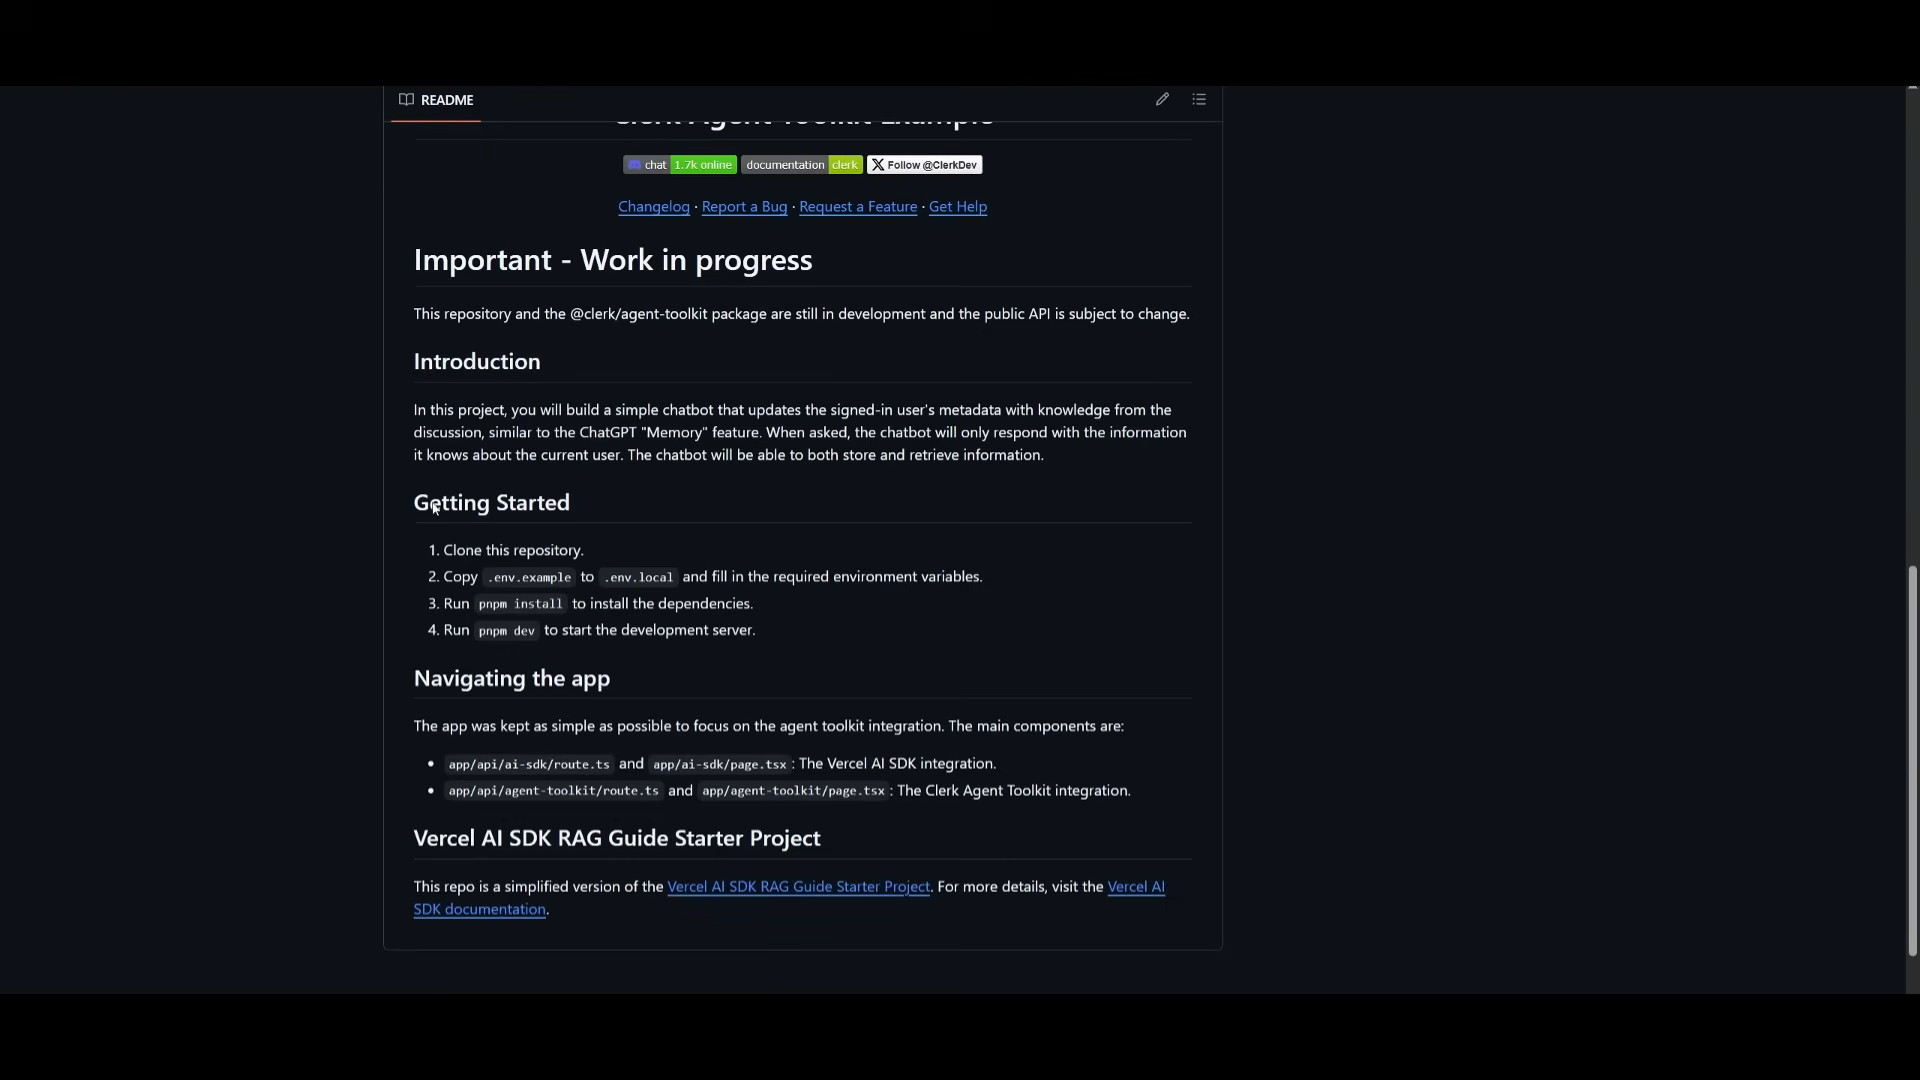 README
Clerk Agent Toolkit Example
chat 1.7k online documentation clerk Follow @ClerkDev
Changelog · Report a Bug · Request a Feature · Get Help
Important - Work in progress
This repository and the @clerk/agent-toolkit package are still in development and the public API is subject to change.
Introduction
In this project, you will build a simple chatbot that updates the signed-in user's metadata with knowledge from the
discussion, similar to the ChatGPT "Memory" feature. When asked, the chatbot will only respond with the information
it knows about the current user. The chatbot will be able to both store and retrieve information.
Getting Started
1. Clone this repository.
2. Copy .env.example to .env.local and fill in the required environment variables.
3. Run pnpm install to install the dependencies.
4. Run pnpm dev to start the development server.
Navigating the app
The app was kept as simple as possible to focus on the agent toolkit integration. The main components are:
• app/api/ai-sdk/route.ts and app/ai-sdk/page.tsx : The Vercel AI SDK integration.
• app/api/agent-toolkit/route.ts and app/agent-toolkit/page.tsx : The Clerk Agent Toolkit integration.
Vercel AI SDK RAG Guide Starter Project
This repo is a simplified version of the Vercel AI SDK RAG Guide Starter Project. For more details, visit the Vercel AI
SDK documentation.